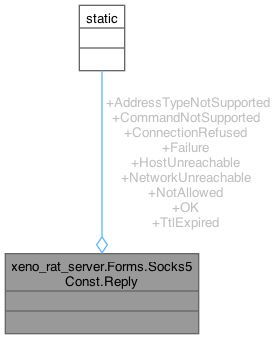 static
+AddressTypeNotSupported
+CommandNotSupported
+ConnectionRefused
+Failure
+HostUnreachable
+NetworkUnreachable
+NotAllowed
+OK
+TtlExpired
xeno_rat_server.Forms.Socks5
Const.Reply